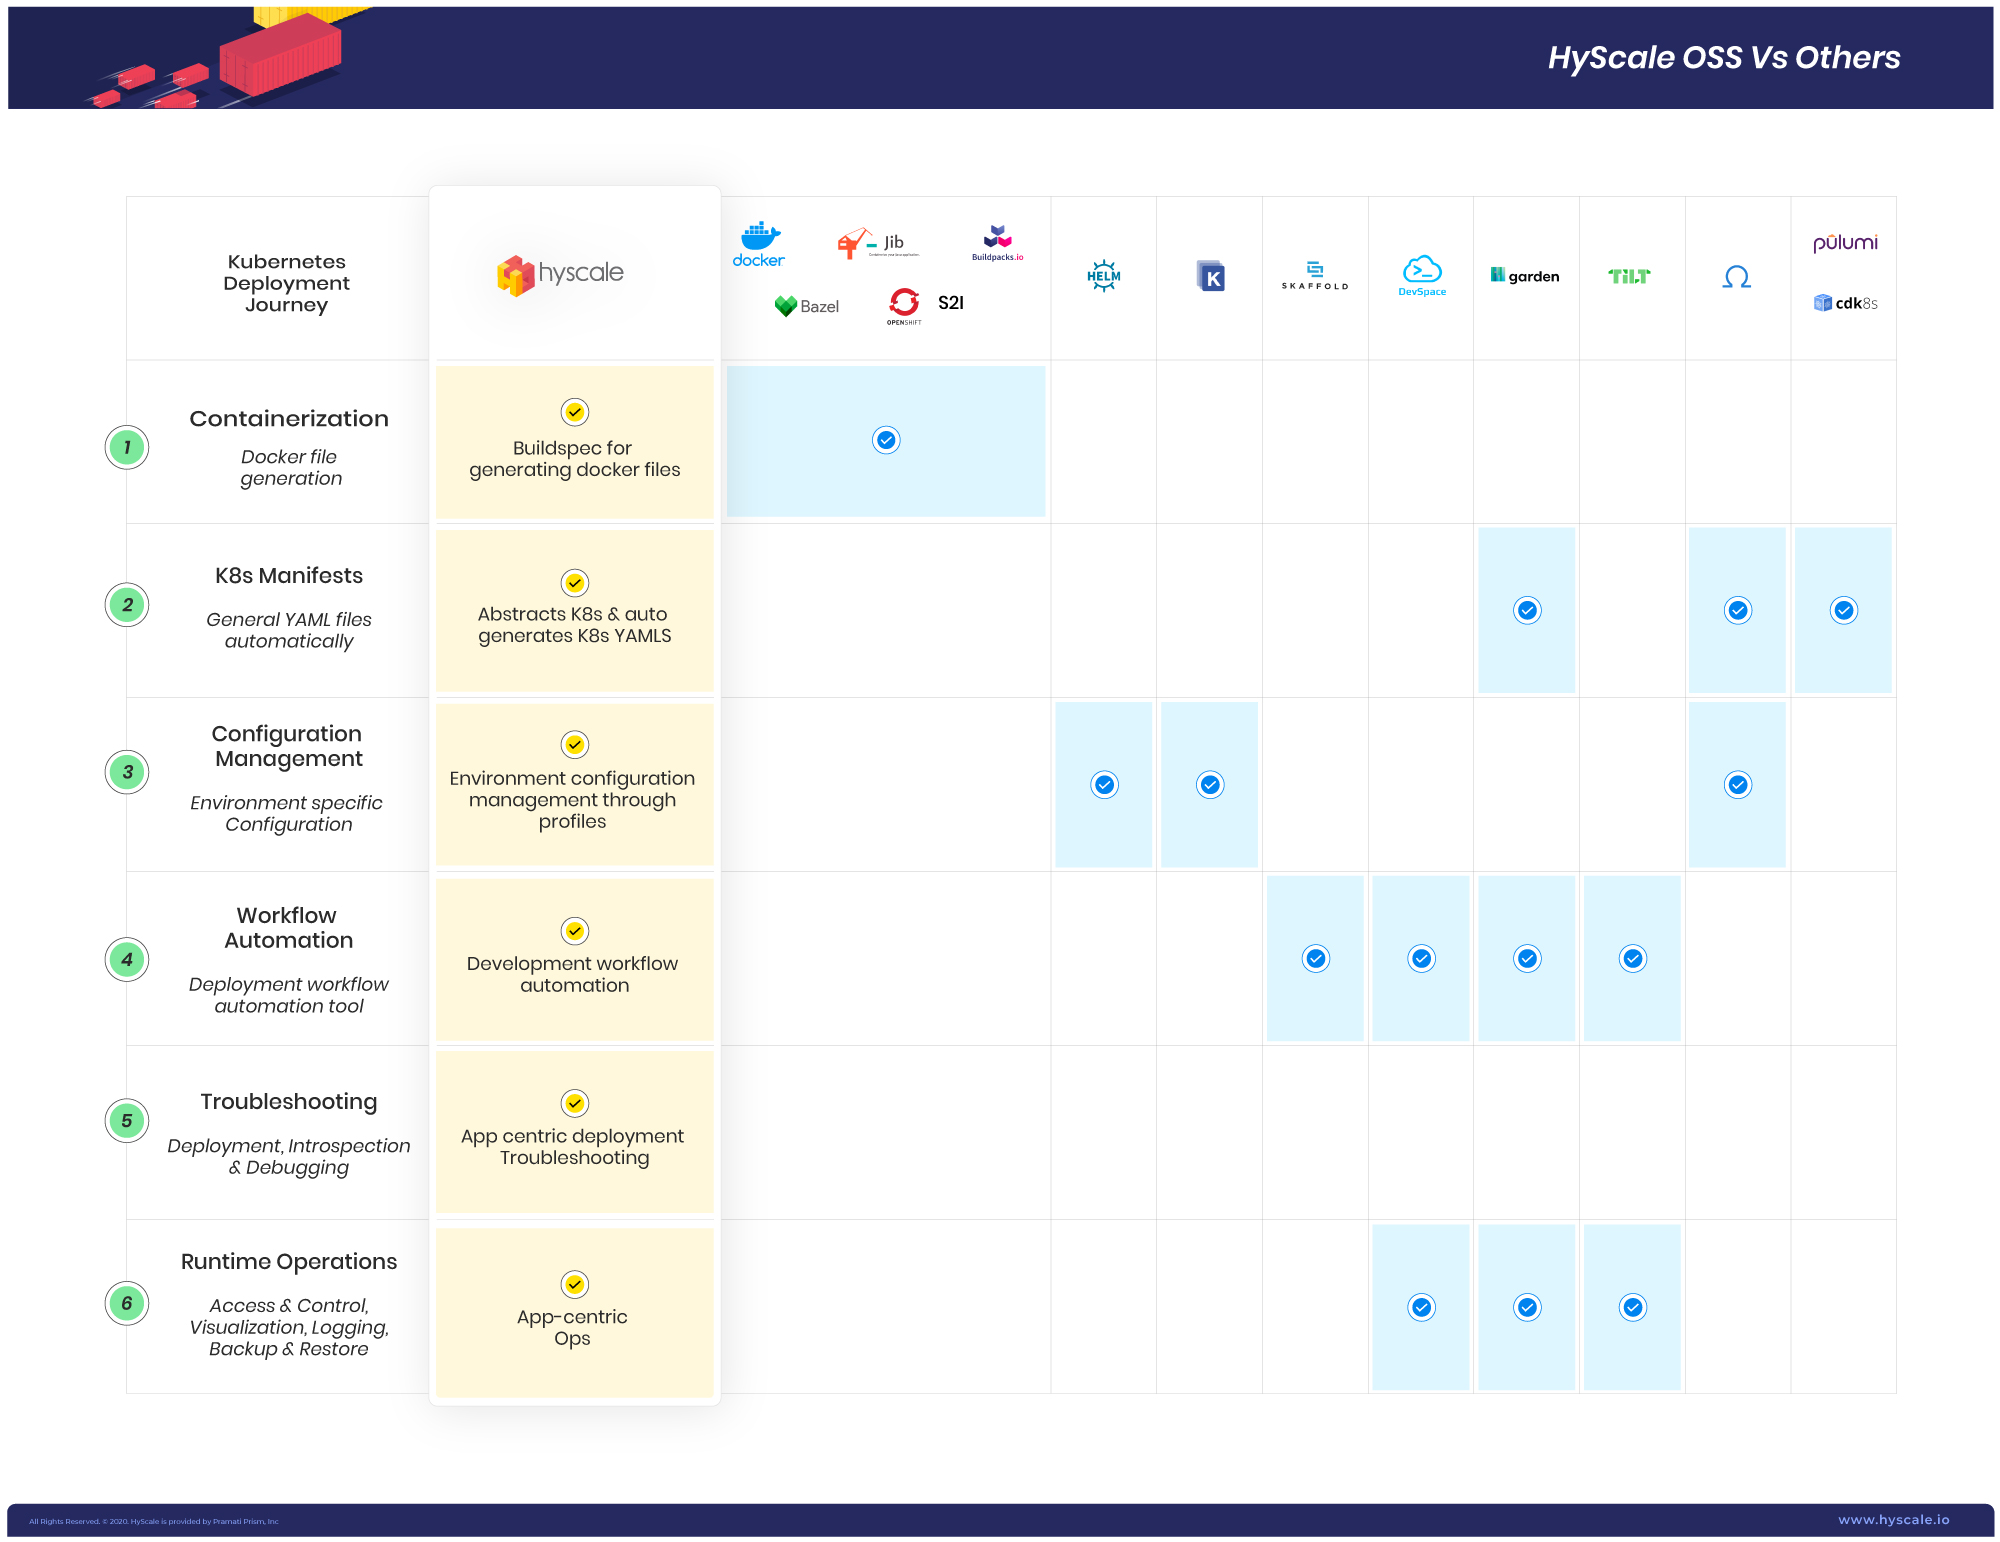 HyScale OSS Vs Others
Kubernetes
Deployment
Journey
hyscale
docker
Jib
Buildpacks.io
Bazel
OPENSHIFT
S2I
HELM
K
SKAFFOLD
DevSpace
garden
TILT
Ω
pulumi
cdk8s
1
Containerization
Docker file
generation
Buildspec for
generating docker files
2
K8s Manifests
General YAML files
automatically
Abstracts K8s & auto
generates K8s YAMLS
3
Configuration
Management
Environment specific
Configuration
Environment configuration
management through
profiles
4
Workflow
Automation
Deployment workflow
automation tool
Development workflow
automation
5
Troubleshooting
Deployment, Introspection
& Debugging
App centric deployment
Troubleshooting
6
Runtime Operations
Access & Control,
Visualization, Logging,
Backup & Restore
App-centric
Ops
All Rights Reserved. © 2020. HyScale is provided by Pramati Prism, Inc
www.hyscale.io